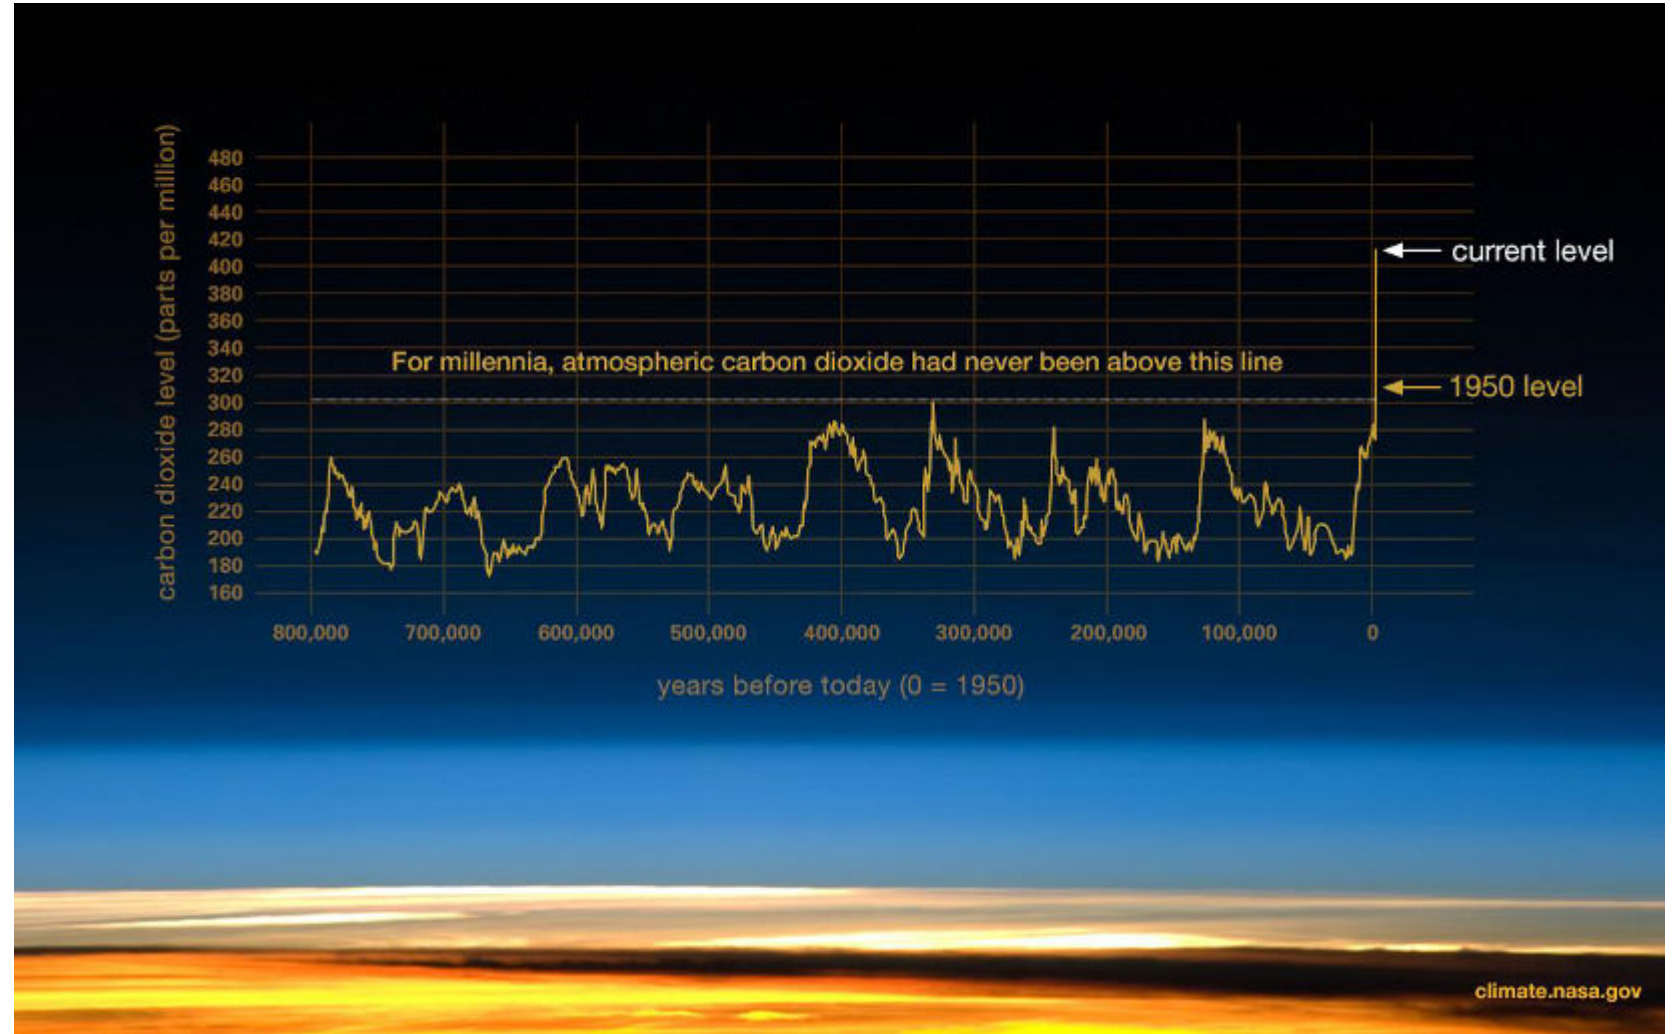 carbon dioxide level (parts per million)
480
460
440
420
400
380
360
340
320
300
280
260
240
220
200
180
160
For millennia, atmospheric carbon dioxide had never been above this line
current level
1950 level
800,000 700,000 600,000 500,000 400,000 300,000 200,000 100,000 0
years before today (0 = 1950)
climate.nasa.gov